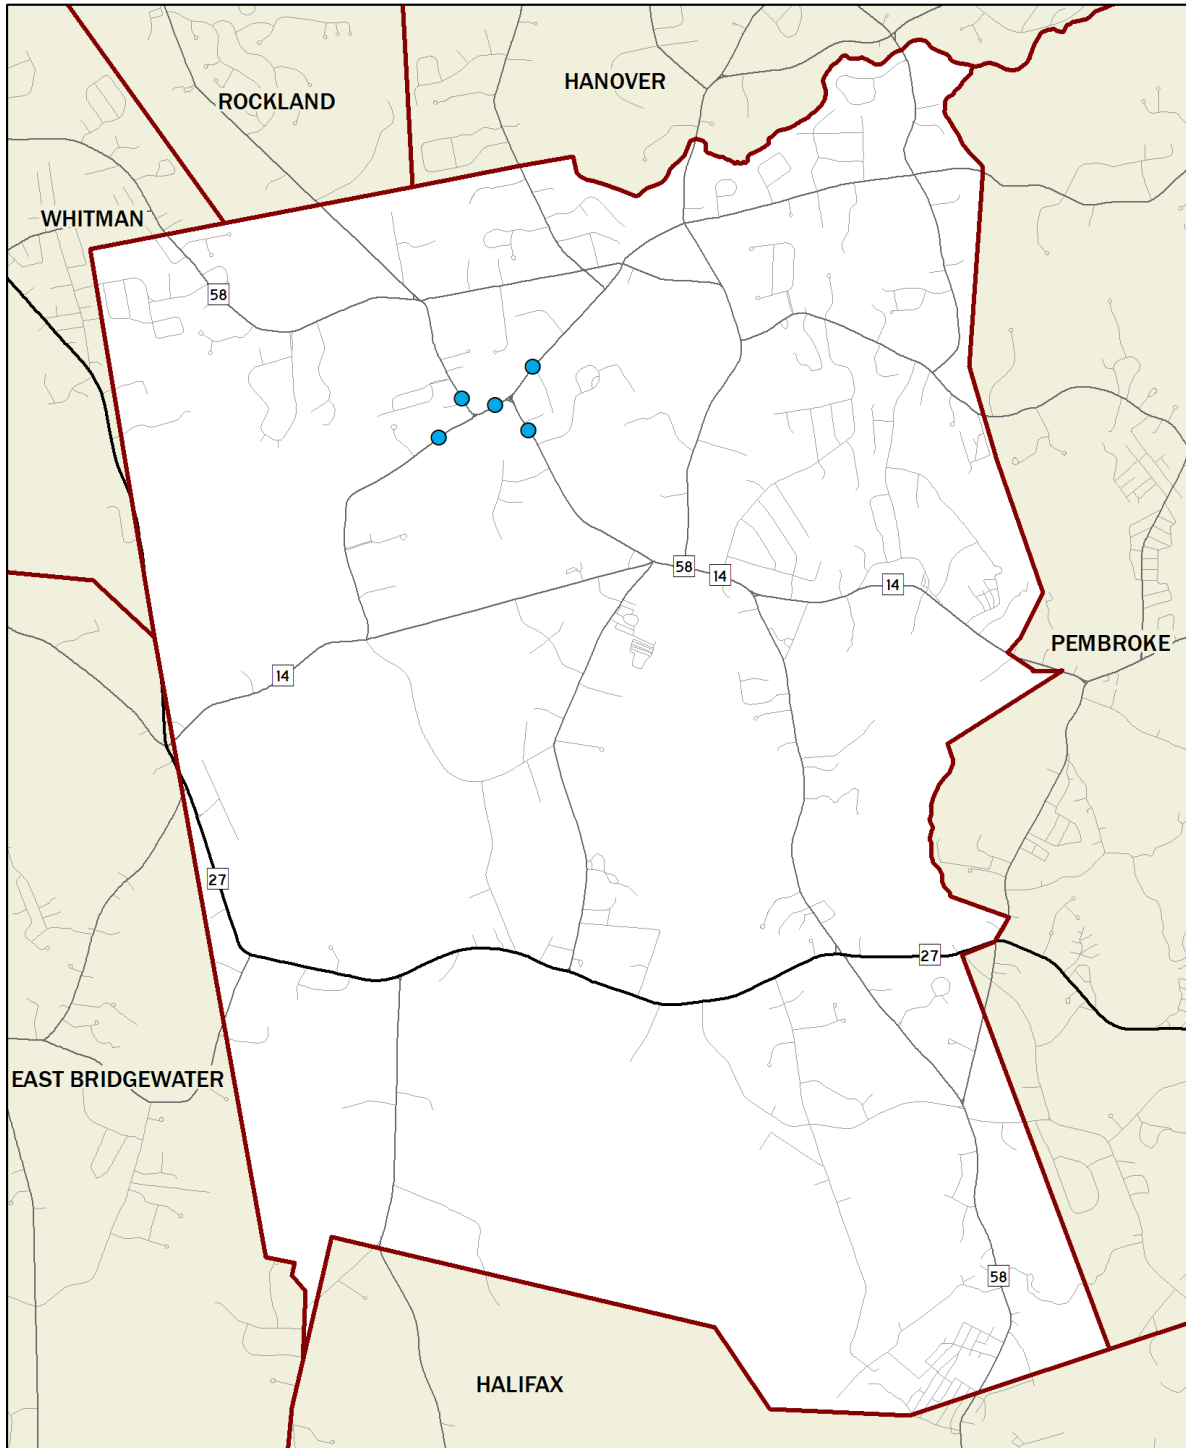 HANOVER
ROCKLAND
WHITMAN
58
58
14
14
PEMBROKE
14
27
27
EAST BRIDGEWATER
58
HALIFAX